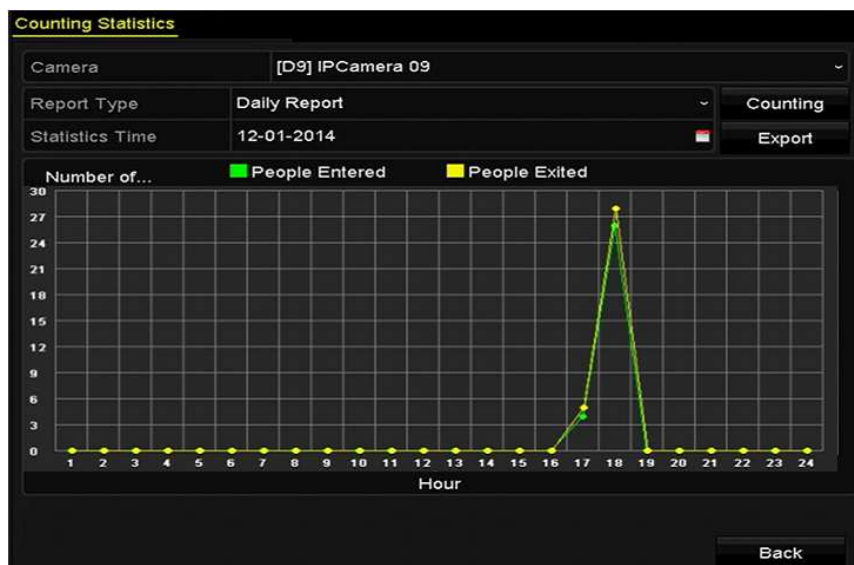 Counting Statistics
Camera [D9] IPCamera 09
Report Type Daily Report Counting
Statistics Time 12-01-2014 Export
Number of... People Entered People Exited
30
27
24
21
18
15
12
9
6
3
0
1 2 3 4 5 6 7 8 9 10 11 12 13 14 15 16 17 18 19 20 21 22 23 24
Hour
Back